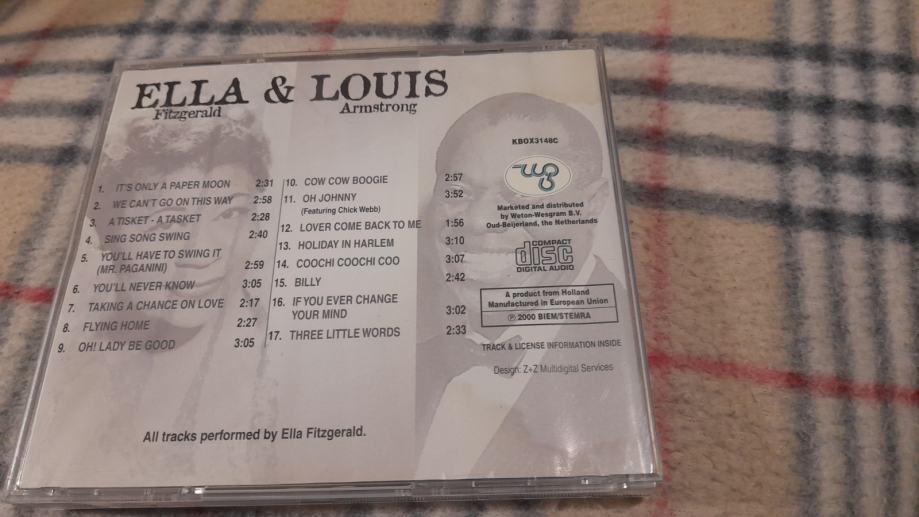 ELLA & LOUIS
Fitzgerald Armstrong
1. IT'S ONLY A PAPER MOON 2:31
2. WE CAN'T GO ON THIS WAY 2:58
3. A TISKET - A TASKET 2:28
4. SING SONG SWING 2:40
5. YOU'LL HAVE TO SWING IT
(MR. PAGANINI) 2:59
6. YOU'LL NEVER KNOW 3:05
7. TAKING A CHANCE ON LOVE 2:17
8. FLYING HOME 2:27
9. OH! LADY BE GOOD 3:05
10. COW COW BOOGIE 2:57
11. OH JOHNNY 3:52
(Featuring Chick Webb)
12. LOVER COME BACK TO ME 1:56
13. HOLIDAY IN HARLEM 3:10
14. COOCHI COOCHI COO 3:07
15. BILLY 2:42
16. IF YOU EVER CHANGE
YOUR MIND 3:02
17. THREE LITTLE WORDS 2:33
All tracks performed by Ella Fitzgerald.
KBOX3148C
wg
Marketed and distributed
by Weton-Wesgram B.V.
Oud-Beijerland, the Netherlands
COMPACT
disc
DIGITAL AUDIO
A product from Holland
Manufactured in European Union
℗ 2000 BIEM/STEMRA
TRACK & LICENSE INFORMATION INSIDE
Design: Z+Z Multidigital Services